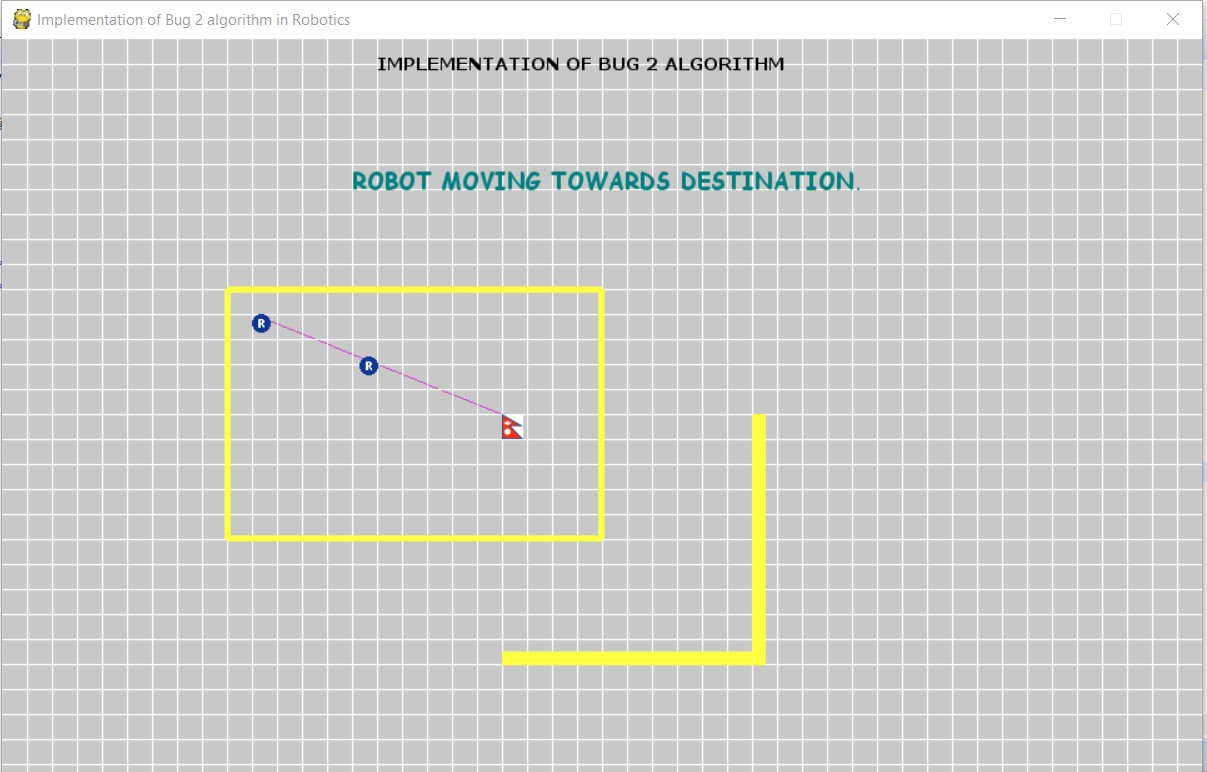 Implementation of Bug 2 algorithm in Robotics
IMPLEMENTATION OF BUG 2 ALGORITHM
ROBOT MOVING TOWARDS DESTINATION.
R
R